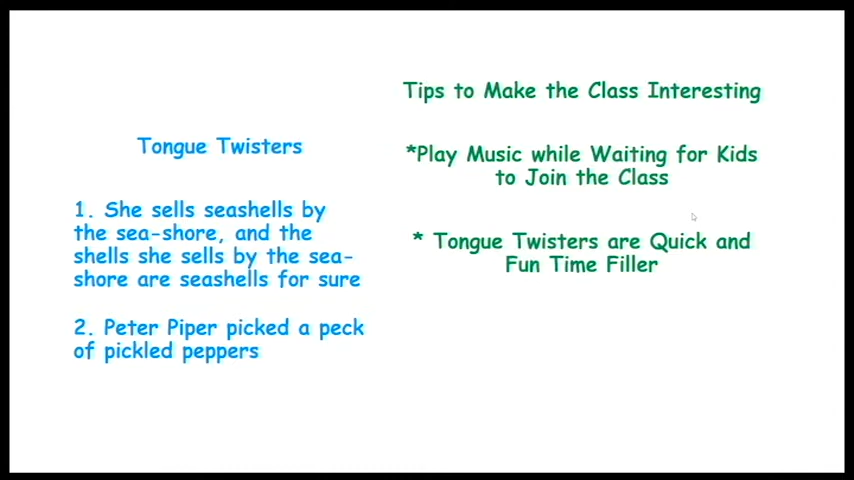 Tongue Twisters
1. She sells seashells by
the sea-shore, and the
shells she sells by the sea-
shore are seashells for sure
2. Peter Piper picked a peck
of pickled peppers
Tips to Make the Class Interesting
*Play Music while Waiting for Kids
to Join the Class
* Tongue Twisters are Quick and
Fun Time Filler